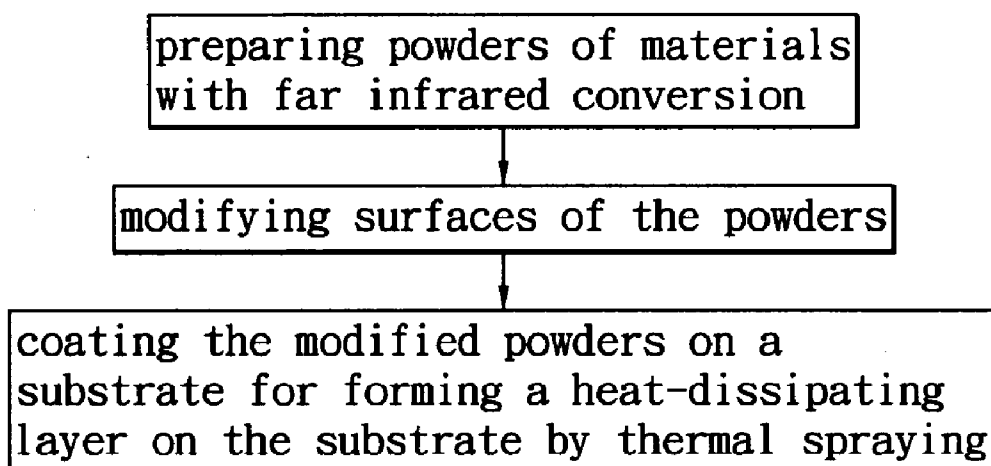 preparing powders of materials
with far infrared conversion
modifying surfaces of the powders
coating the modified powders on a
substrate for forming a heat-dissipating
layer on the substrate by thermal spraying